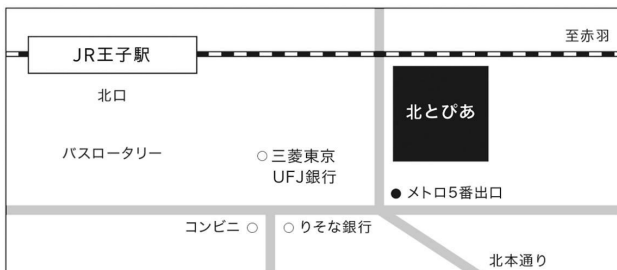 至赤羽
JR王子駅
北口
北とぴあ
バスロータリー
三菱東京
UFJ銀行
メトロ5番出口
コンビニ
りそな銀行
北本通り